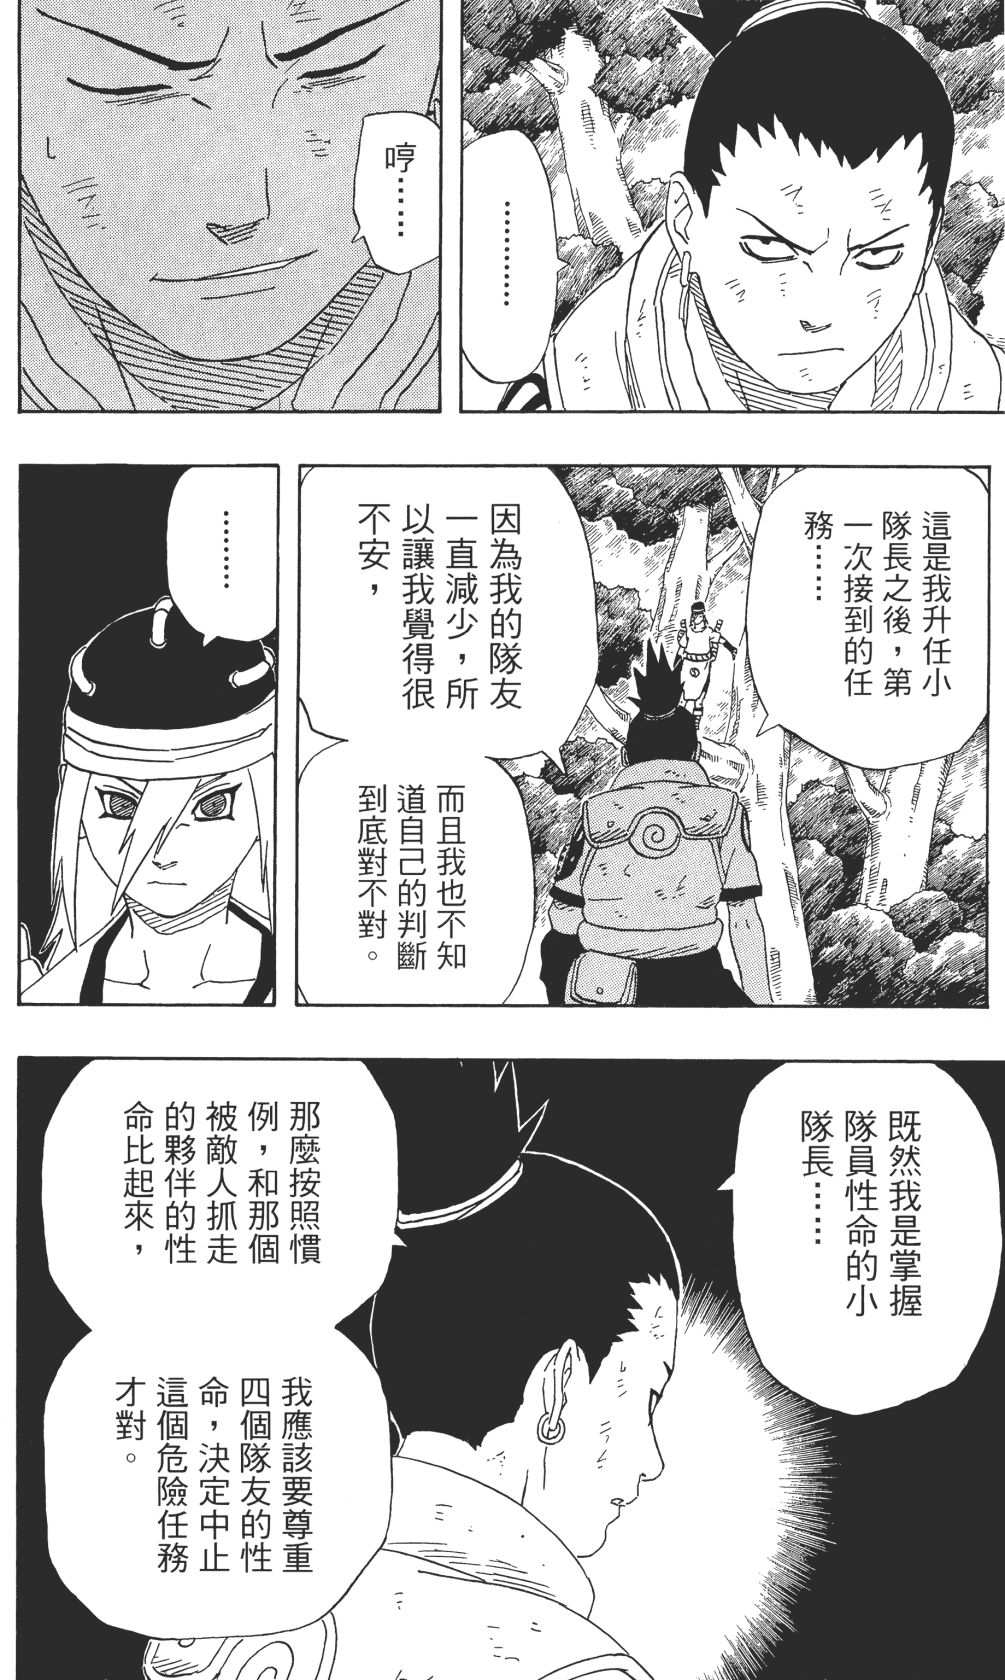 ………
哼……
這是我升任小
隊長之後，第
一次接到的任
務……
因為我的隊友
一直減少，所
以讓我覺得很
不安，
而且我也不知
道自己的判斷
到底對不對。
………
既然我是掌握
隊員性命的小
隊長……
那麼按照慣
例，和那個
被敵人抓走
的夥伴的性
命比起來，
我應該要尊重
四個隊友的性
命，決定中止
這個危險任務
才對。